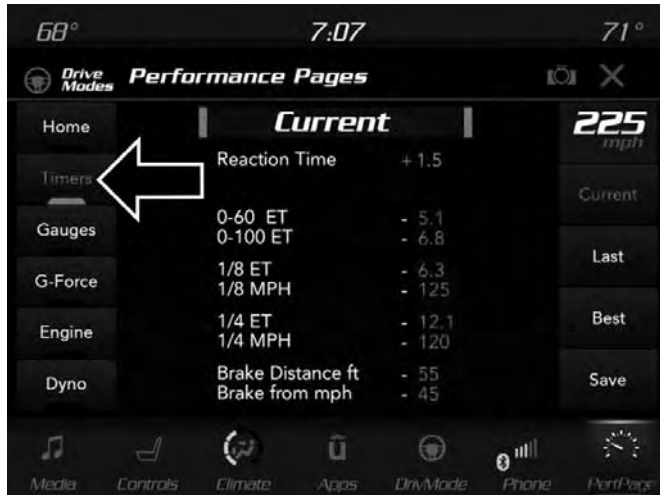 68°
7:07
71°
Drive
Modes
Performance Pages
Home
Timers
Gauges
G-Force
Engine
Dyno
Current
Reaction Time + 1.5
0-60 ET - 5.1
0-100 ET - 6.8
1/8 ET - 6.3
1/8 MPH - 125
1/4 ET - 12.1
1/4 MPH - 120
Brake Distance ft - 55
Brake from mph - 45
225
mph
Current
Last
Best
Save
Media
Controls
Climate
Apps
DrivMode
Phone
PerfPage